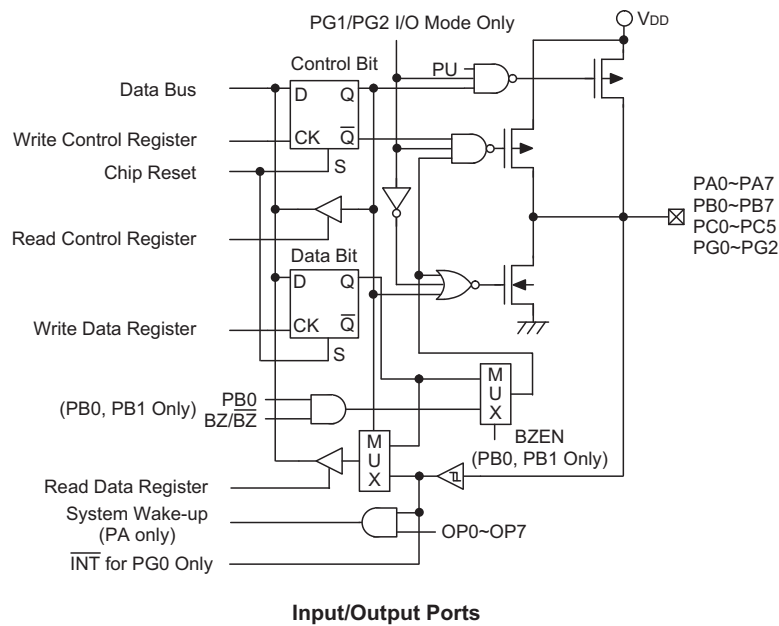 PG1/PG2 I/O Mode Only
VDD
Control Bit
PU
Data Bus
D Q
Write Control Register
CK Q̅
Chip Reset
S
PA0~PA7
PB0~PB7
PC0~PC5
PG0~PG2
Read Control Register
Data Bit
D Q
Write Data Register
CK Q̅
S
M
U
X
PB0
(PB0, PB1 Only)
BZ/B̅Z̅
BZEN
(PB0, PB1 Only)
M
U
X
Read Data Register
System Wake-up
(PA only)
OP0~OP7
I̅N̅T̅ for PG0 Only
Input/Output Ports